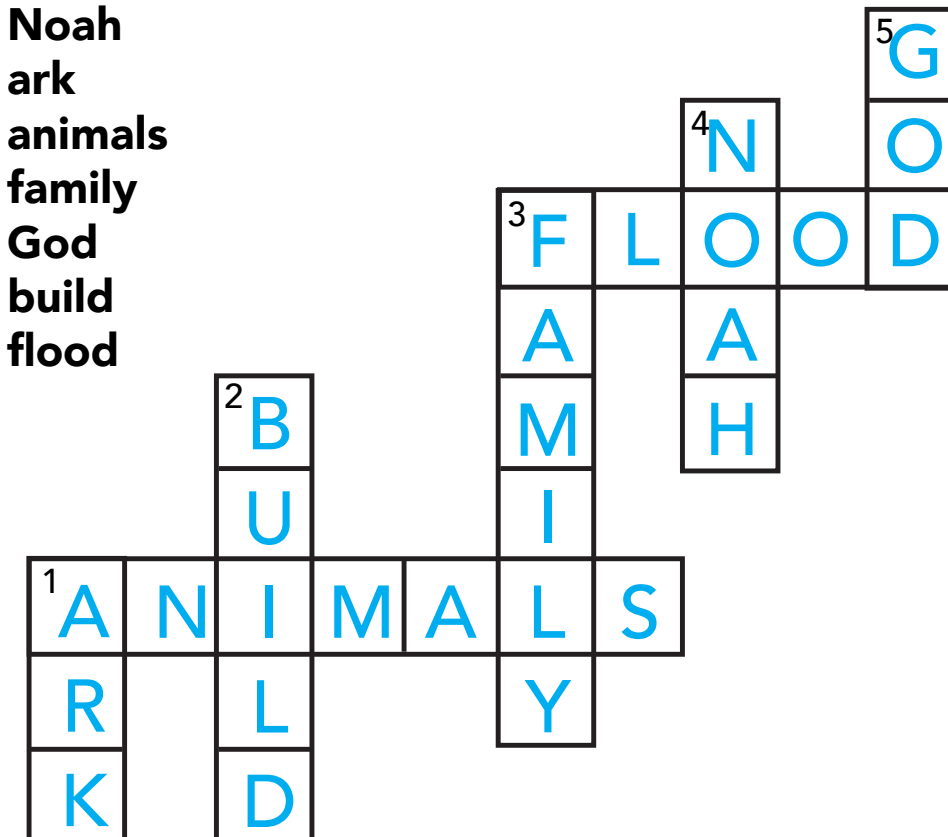 Noah
ark
animals
family
God
build
flood
5 G
4 N O
3 F L O O D
A A
2 B M H
U I
1 A N I M A L S
R L Y
K D